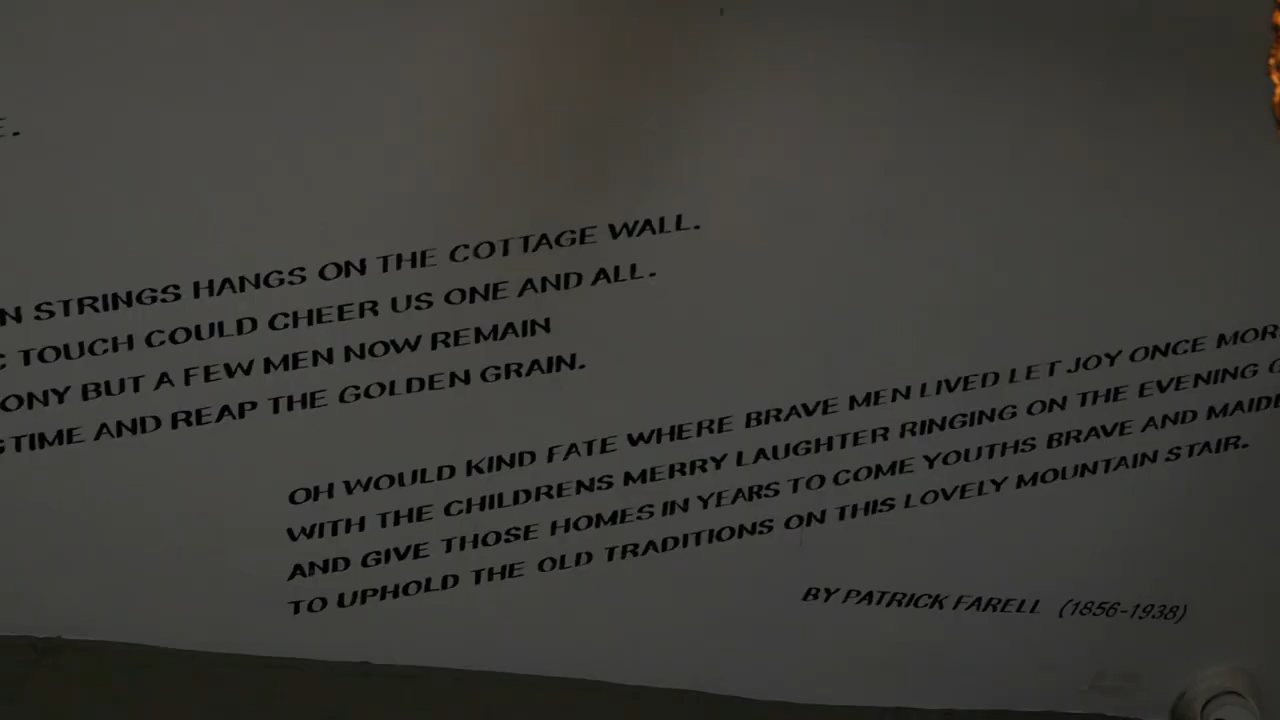 STRINGS HANGS ON THE COTTAGE WALL.
TOUCH COULD CHEER US ONE AND ALL.
BUT A FEW MEN NOW REMAIN
TIME AND REAP THE GOLDEN GRAIN.
OH WOULD KIND FATE WHERE BRAVE MEN LIVED LET JOY ONCE
WITH THE CHILDRENS MERRY LAUGHTER RINGING ON THE EVENING
AND GIVE THOSE HOMES IN YEARS TO COME YOUTHS BRAVE AND
TO UPHOLD THE OLD TRADITIONS ON THIS LOVELY MOUNTAIN STAIR.
BY PATRICK FARELL (1856-1938)